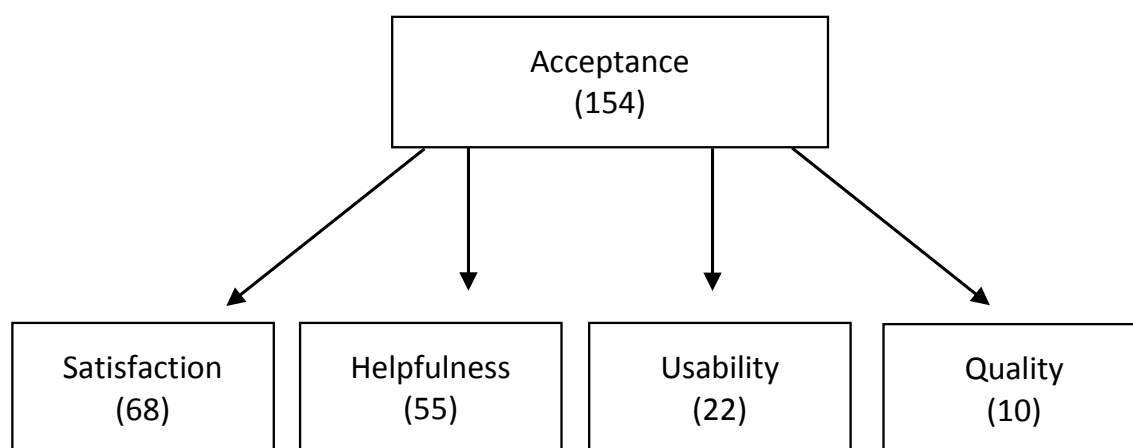 Acceptance
(154)
Satisfaction
(68)
Helpfulness
(55)
Usability
(22)
Quality
(10)